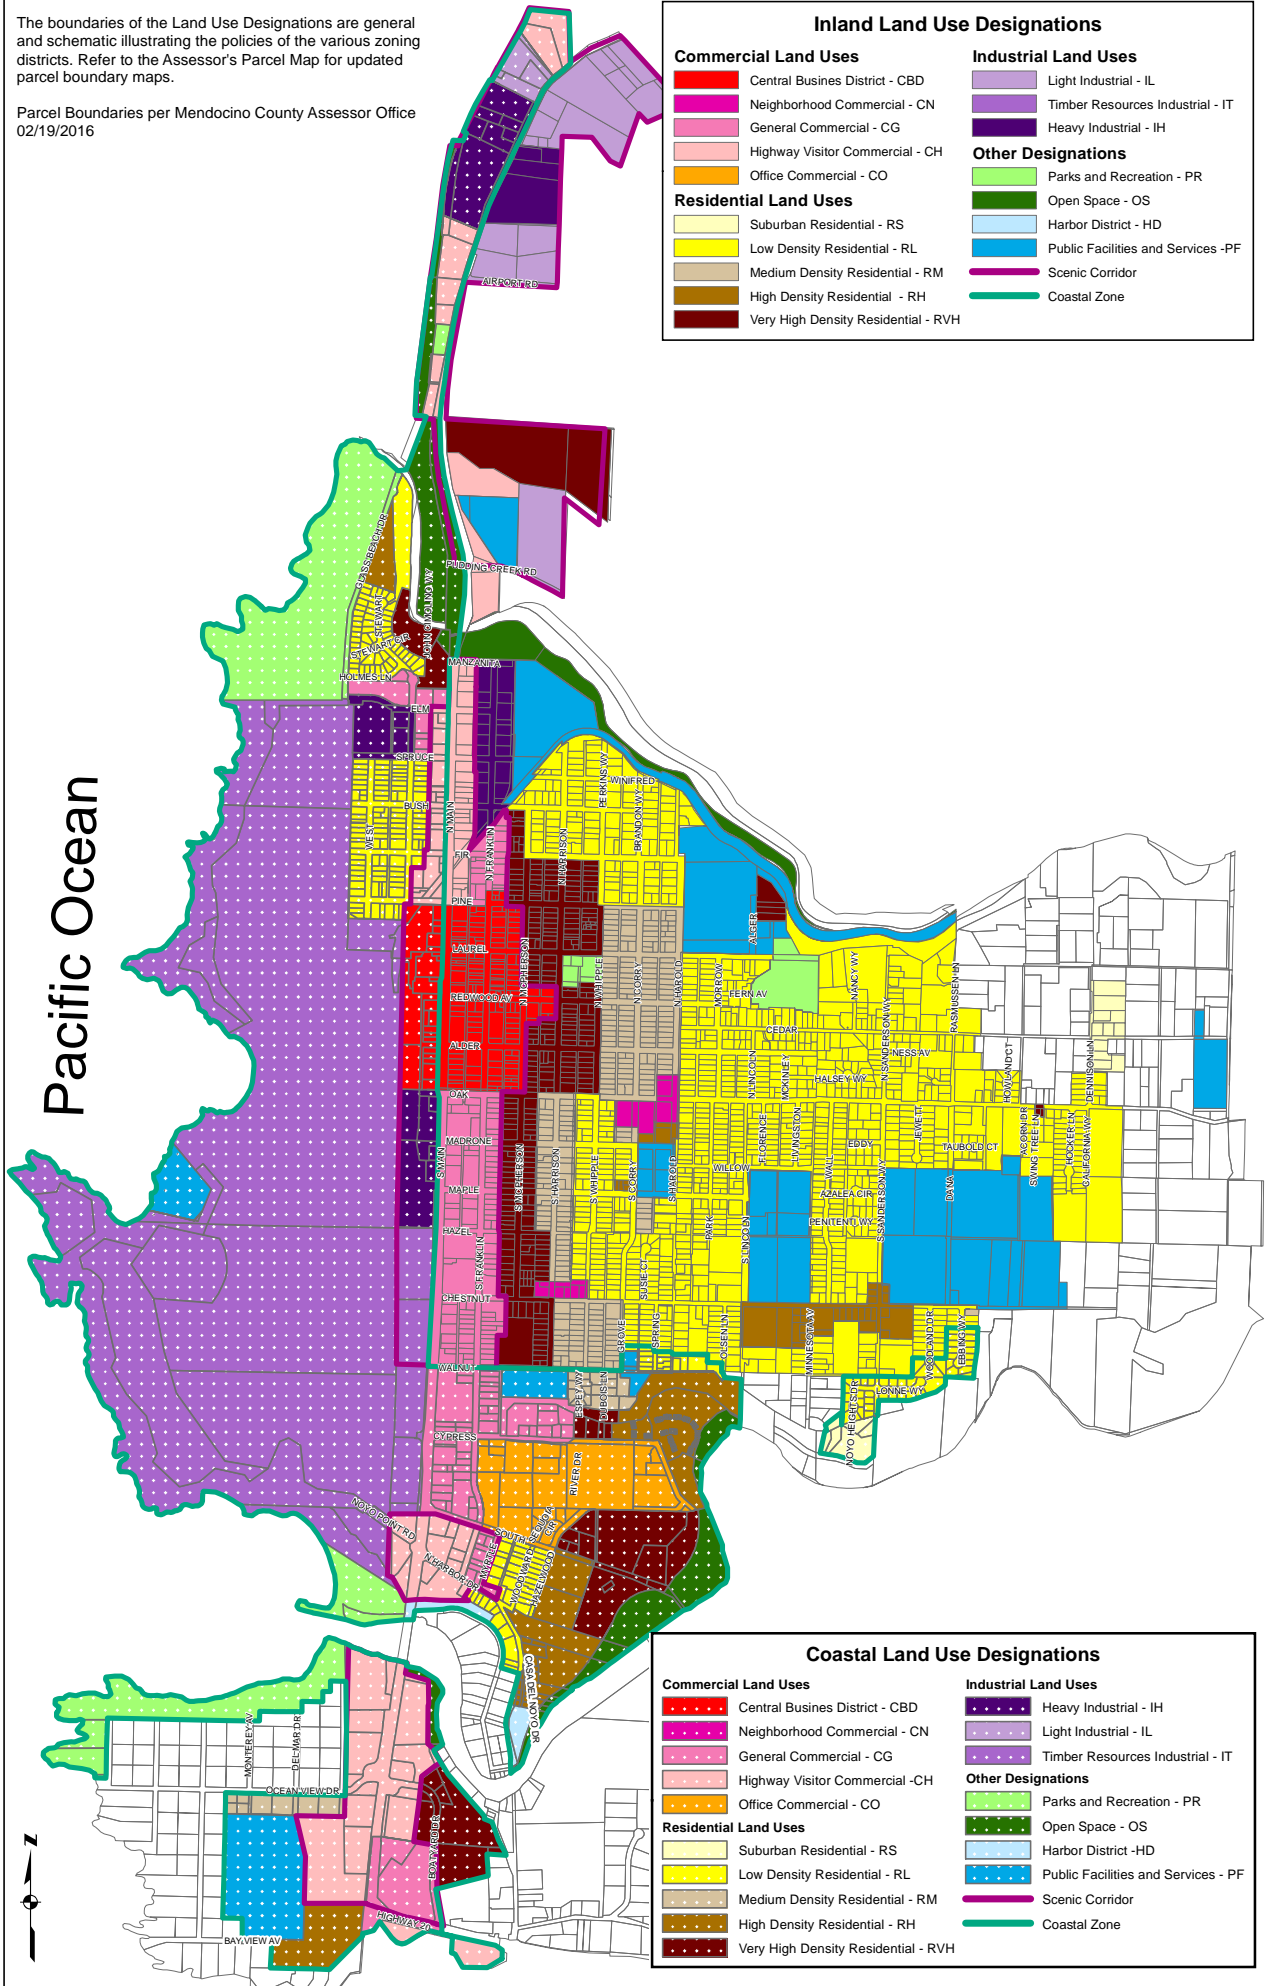 The boundaries of the Land Use Designations are general
and schematic illustrating the policies of the various zoning
districts. Refer to the Assessor's Parcel Map for updated
parcel boundary maps.
Parcel Boundaries per Mendocino County Assessor Office
02/19/2016
Inland Land Use Designations
Commercial Land Uses
Central Busines District - CBD
Neighborhood Commercial - CN
General Commercial - CG
Highway Visitor Commercial - CH
Office Commercial - CO
Residential Land Uses
Suburban Residential - RS
Low Density Residential - RL
Medium Density Residential - RM
High Density Residential - RH
Very High Density Residential - RVH
Industrial Land Uses
Light Industrial - IL
Timber Resources Industrial - IT
Heavy Industrial - IH
Other Designations
Parks and Recreation - PR
Open Space - OS
Harbor District - HD
Public Facilities and Services -PF
Scenic Corridor
Coastal Zone
AIRPORT RD
GLASS BEACH DR
PUDDING CREEK RD
JOHN CIMOLINO WY
STEWART
STEWART CIR
MANZANITA
HOLMES LN
ELM
SPRUCE
BUSH
WEST
N MAIN
FIR
N FRANKLIN
PINE
N HARRISON
PERKINS WY
WINIFRED
BRANDON WY
Pacific Ocean
LAUREL
N MCPHERSON
REDWOOD AV
ALDER
OAK
N WHIPPLE
N CORRY
N HAROLD
MORROW
ALGER
FERN AV
NANCY WY
RASMUSSEN LN
CEDAR
N SANDERSON WY
NESS AV
N LINCOLN
MCKINLEY
HALSEY WY
HOWLAND CT
DENNISON LN
MADRONE
S MAIN
MAPLE
HAZEL
S FRANKLIN
CHESTNUT
WALNUT
S MCPHERSON
S HARRISON
S WHIPPLE
S CORRY
S HAROLD
WILLOW
FLORENCE
LIVINGSTON
WALL
EDDY
JEWETT
TAUBOLD CT
ACORN DR
SWING TREE LN
HOCKER LN
CALIFORNIA WY
AZALEA CIR
PENITENTI WY
S SANDERSON WY
DANA
PARK
S LINCOLN
SUSIE CT
GROVE
SPRING
OLSEN LN
MINNESOTA AV
WOODLAND DR
EBBING WY
LONNE WY
NOYO HEIGHTS DR
ESPEY WY
DUBOIS LN
CYPRESS
RIVER DR
NOYO POINT RD
SOUTH
SEQUOIA
CIR
MYRTLE
WOODWARD
HAZELWOOD
N HARBOR DR
CASA DEL NOYO DR
MONTEREY AV
DEL MAR DR
OCEAN VIEW DR
BOATYARD DR
HIGHWAY 20
BAY VIEW AV
Z
Coastal Land Use Designations
Commercial Land Uses
Central Busines District - CBD
Neighborhood Commercial - CN
General Commercial - CG
Highway Visitor Commercial -CH
Office Commercial - CO
Residential Land Uses
Suburban Residential - RS
Low Density Residential - RL
Medium Density Residential - RM
High Density Residential - RH
Very High Density Residential - RVH
Industrial Land Uses
Heavy Industrial - IH
Light Industrial - IL
Timber Resources Industrial - IT
Other Designations
Parks and Recreation - PR
Open Space - OS
Harbor District -HD
Public Facilities and Services - PF
Scenic Corridor
Coastal Zone